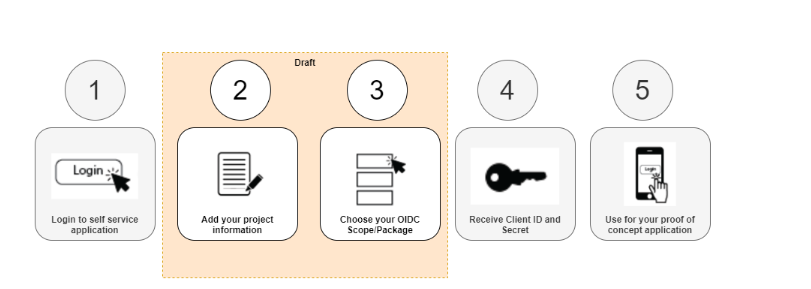 Draft
1
2
3
4
5
Login
Login
Login to self service
application
Add your project
information
Choose your OIDC
Scope/Package
Receive Client ID and
Secret
Use for your proof of
concept application